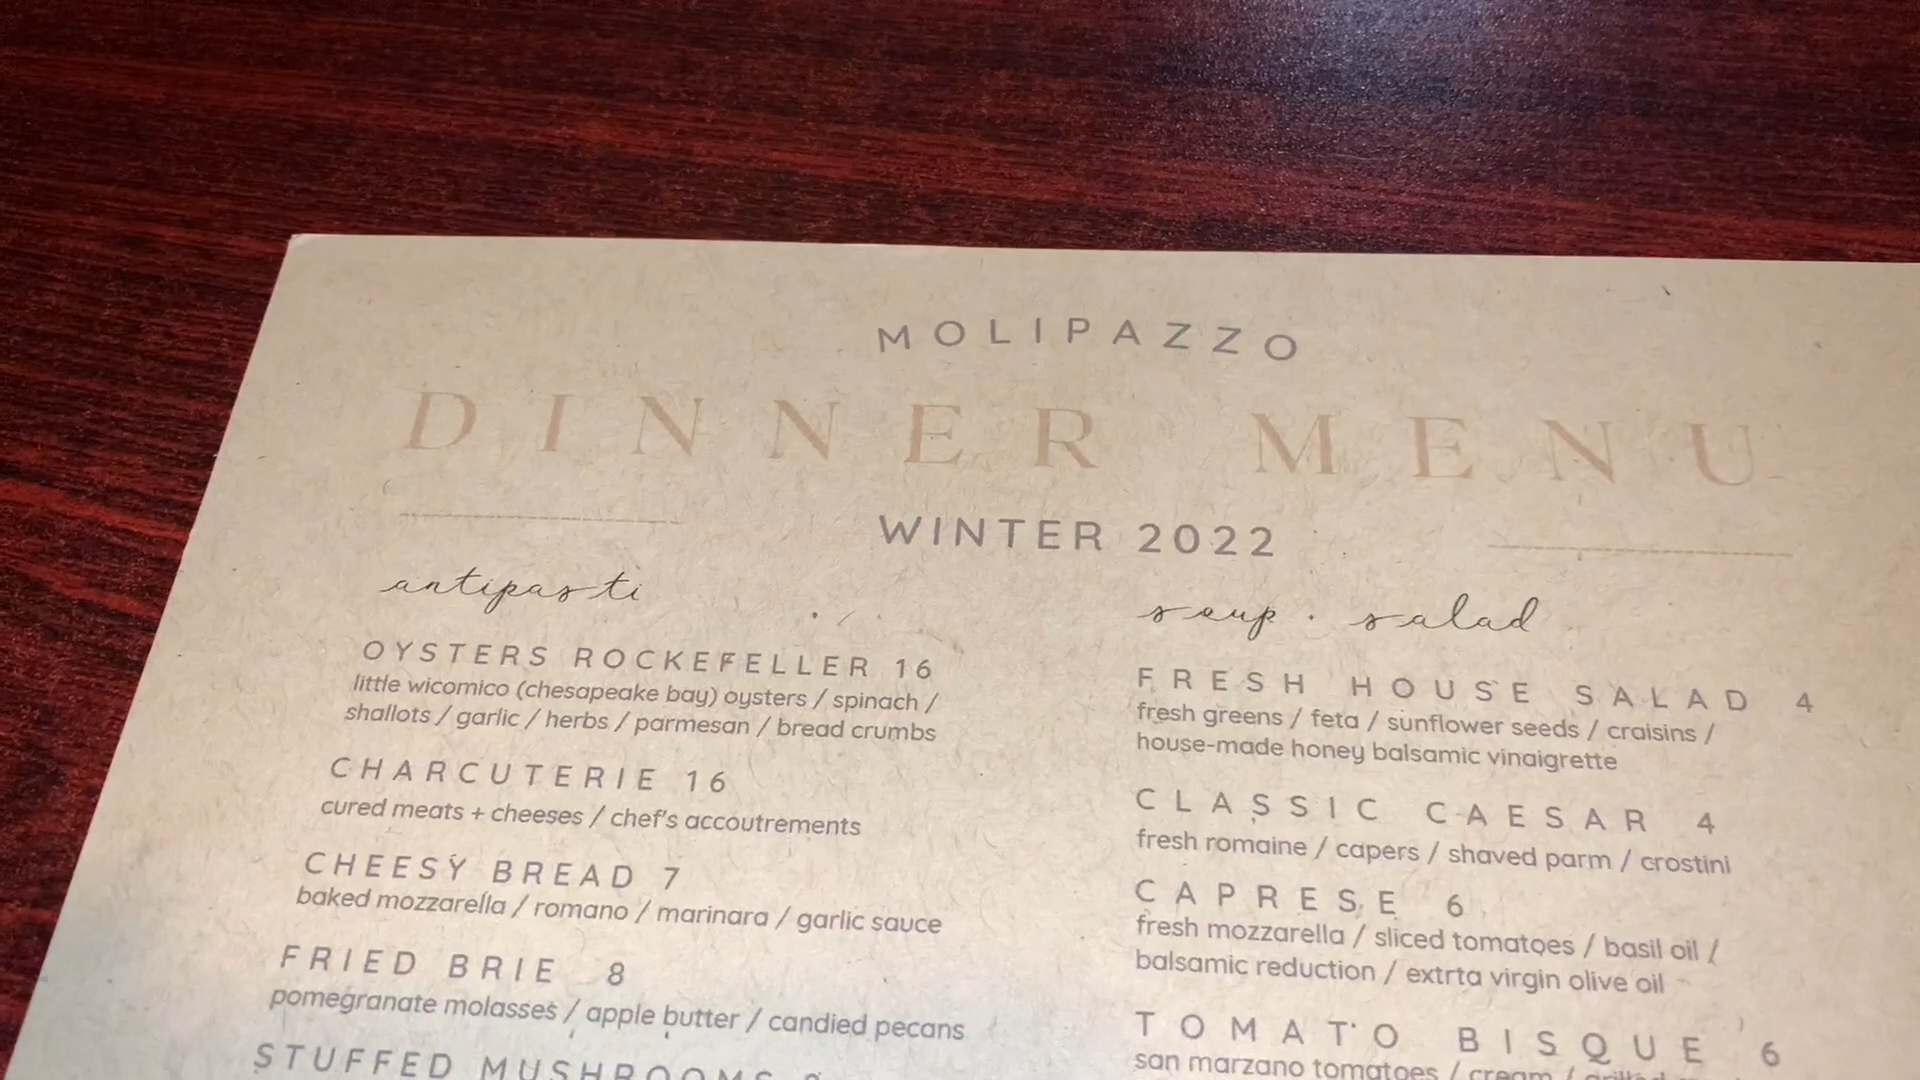 MOLIPAZZO
DINNER MENU
WINTER 2022
antipasti
OYSTERS ROCKEFELLER 16
little wicomico (chesapeake bay) oysters / spinach /
shallots / garlic / herbs / parmesan / bread crumbs
CHARCUTERIE 16
cured meats + cheeses / chef's accoutrements
CHEESY BREAD 7
baked mozzarella / romano / marinara / garlic sauce
FRIED BRIE 8
pomegranate molasses / apple butter / candied pecans
STUFFED MUSHROOMS
soup · salad
FRESH HOUSE SALAD 4
fresh greens / feta / sunflower seeds / craisins /
house-made honey balsamic vinaigrette
CLASSIC CAESAR 4
fresh romaine / capers / shaved parm / crostini
CAPRESE 6
fresh mozzarella / sliced tomatoes / basil oil /
balsamic reduction / extrta virgin olive oil
TOMATO BISQUE 6
san marzano tomatoes / cream /